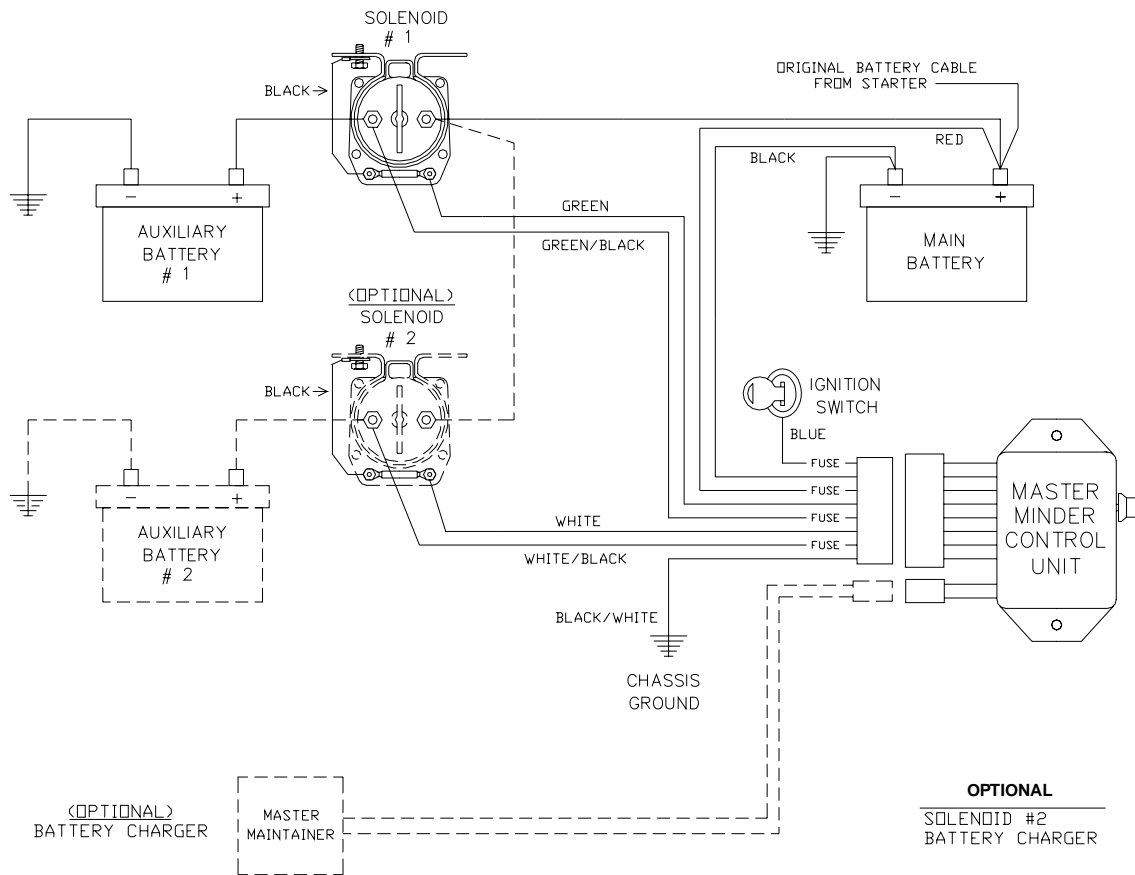 SOLENOID
# 1
BLACK
ORIGINAL BATTERY CABLE
FROM STARTER
RED
BLACK
- +
AUXILIARY
BATTERY
# 1
GREEN
GREEN/BLACK
- +
MAIN
BATTERY
(OPTIONAL)
SOLENOID
# 2
BLACK
IGNITION
SWITCH
BLUE
- +
AUXILIARY
BATTERY
# 2
FUSE
FUSE
FUSE
FUSE
WHITE
WHITE/BLACK
MASTER
MINDER
CONTROL
UNIT
BLACK/WHITE
CHASSIS
GROUND
(OPTIONAL)
BATTERY CHARGER
MASTER
MAINTAINER
OPTIONAL
SOLENOID #2
BATTERY CHARGER